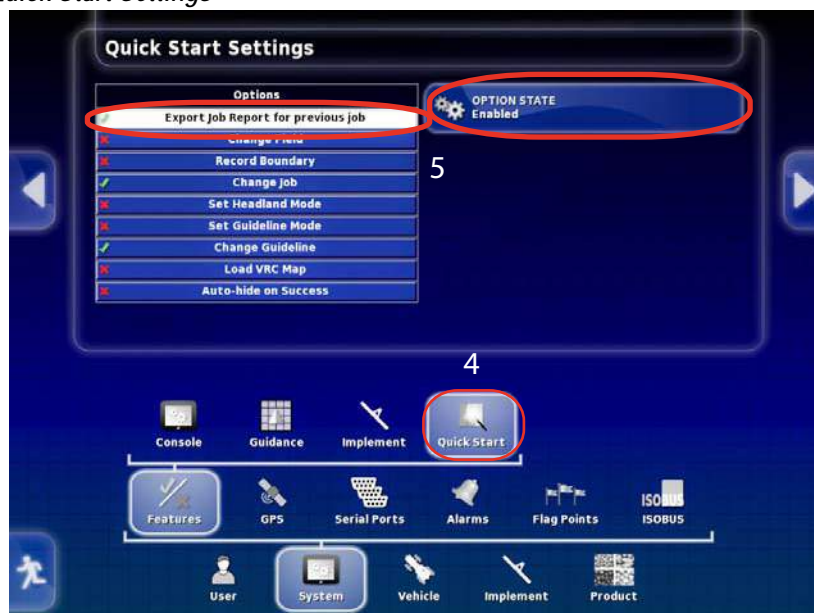 Quick Start Settings
Options
Export Job Report for previous job
Change Field
Record Boundary
Change Job
Set Headland Mode
Set Guideline Mode
Change Guideline
Load VRC Map
Auto-hide on Success
OPTION STATE
Enabled
5
4
Console
Guidance
Implement
Quick Start
Features
GPS
Serial Ports
Alarms
Flag Points
ISOBUS
ISOBUS
User
System
Vehicle
Implement
Product